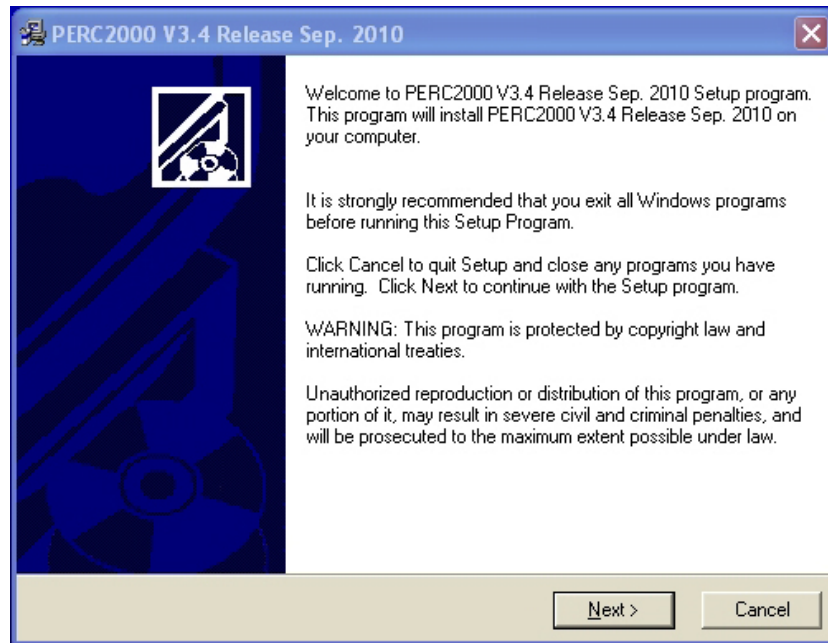 PERC2000 V3.4 Release Sep. 2010
Welcome to PERC2000 V3.4 Release Sep. 2010 Setup program.
This program will install PERC2000 V3.4 Release Sep. 2010 on
your computer.
It is strongly recommended that you exit all Windows programs
before running this Setup Program.
Click Cancel to quit Setup and close any programs you have
running. Click Next to continue with the Setup program.
WARNING: This program is protected by copyright law and
international treaties.
Unauthorized reproduction or distribution of this program, or any
portion of it, may result in severe civil and criminal penalties, and
will be prosecuted to the maximum extent possible under law.
Next >
Cancel